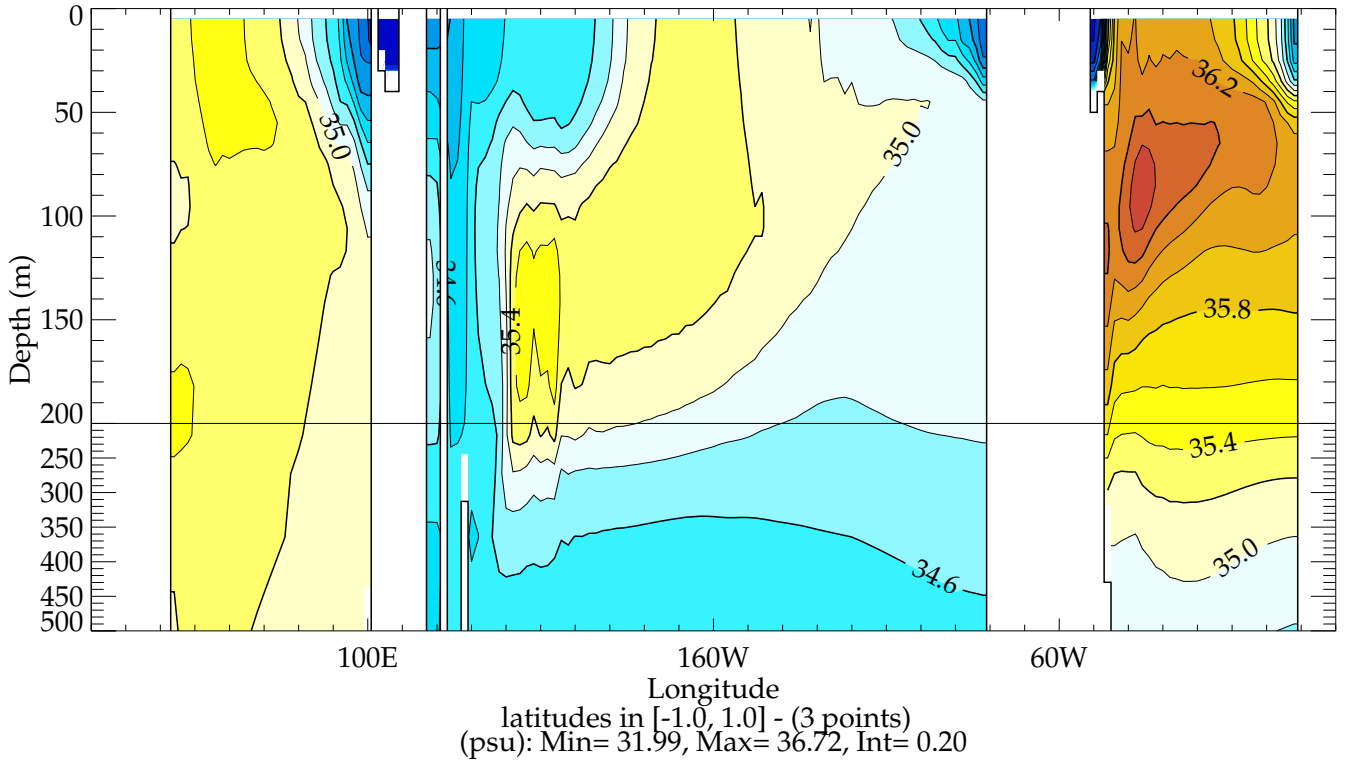 0
50
100
150
200
250
300
350
400
450
500
Depth (m)
35.0
34.6
35.4
35.0
34.6
36.2
35.8
35.4
35.0
100E
160W
60W
Longitude
latitudes in [-1.0, 1.0] - (3 points)
(psu): Min= 31.99, Max= 36.72, Int= 0.20